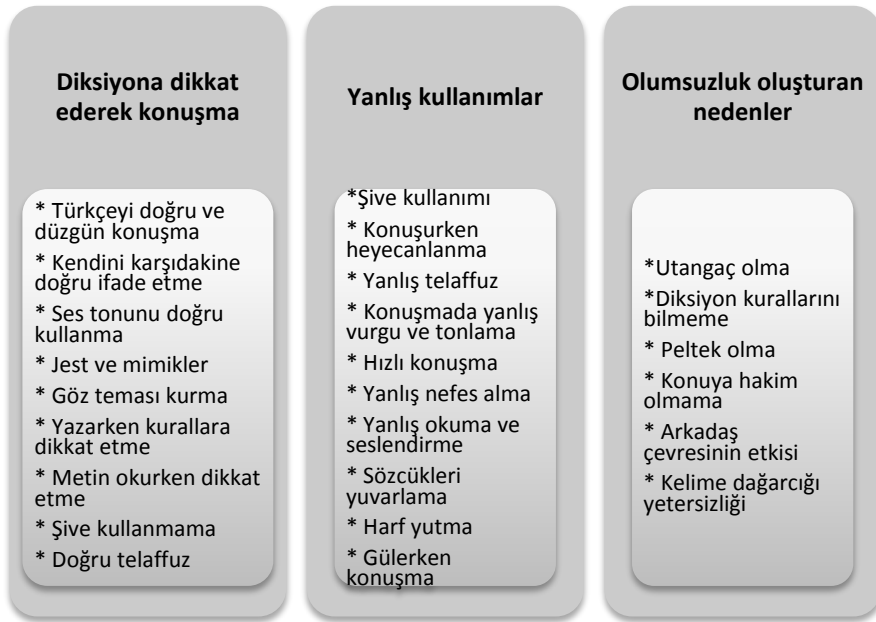 Diksiyona dikkat
ederek konuşma
* Türkçeyi doğru ve
düzgün konuşma
* Kendini karşıdakine
doğru ifade etme
* Ses tonunu doğru
kullanma
* Jest ve mimikler
* Göz teması kurma
* Yazarken kurallara
dikkat etme
* Metin okurken dikkat
etme
* Şive kullanmama
* Doğru telaffuz
Yanlış kullanımlar
*Şive kullanımı
* Konuşurken
heyecanlanma
* Yanlış telaffuz
* Konuşmada yanlış
vurgu ve tonlama
* Hızlı konuşma
* Yanlış nefes alma
* Yanlış okuma ve
seslendirme
* Sözcükleri
yuvarlama
* Harf yutma
* Gülerken
konuşma
Olumsuzluk oluşturan
nedenler
*Utangaç olma
*Diksiyon kurallarını
bilmeme
* Peltek olma
* Konuya hakim
olmama
* Arkadaş
çevresinin etkisi
* Kelime dağarcığı
yetersizliği